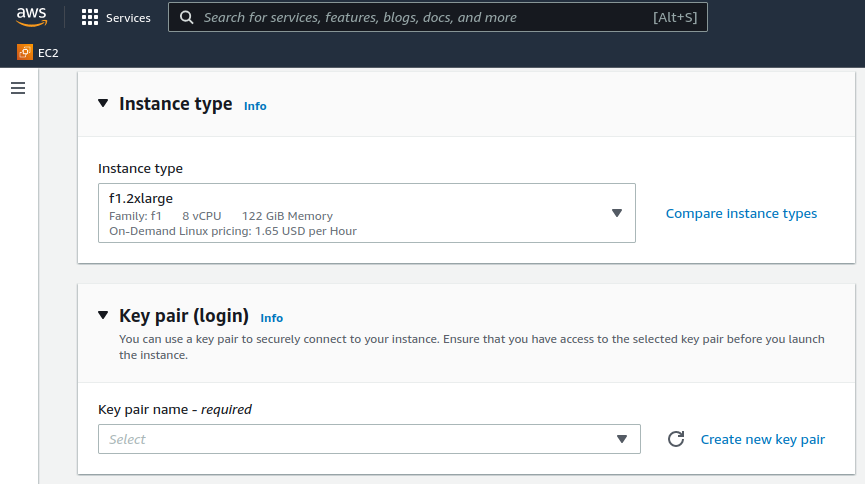 aws
Services
Search for services, features, blogs, docs, and more
[Alt+S]
EC2
Instance type Info
Instance type
f1.2xlarge
Family: f1 8 vCPU 122 GiB Memory
On-Demand Linux pricing: 1.65 USD per Hour
Compare instance types
Key pair (login) Info
You can use a key pair to securely connect to your instance. Ensure that you have access to the selected key pair before you launch
the instance.
Key pair name - required
Select
Create new key pair